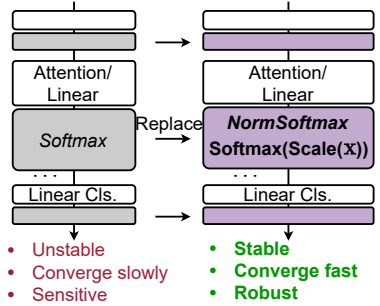 Attention/
Linear
Softmax
. . .
Linear Cls.
• Unstable
• Converge slowly
• Sensitive
Replace
Attention/
Linear
NormSoftmax
Softmax(Scale(x))
. . .
Linear Cls.
• Stable
• Converge fast
• Robust